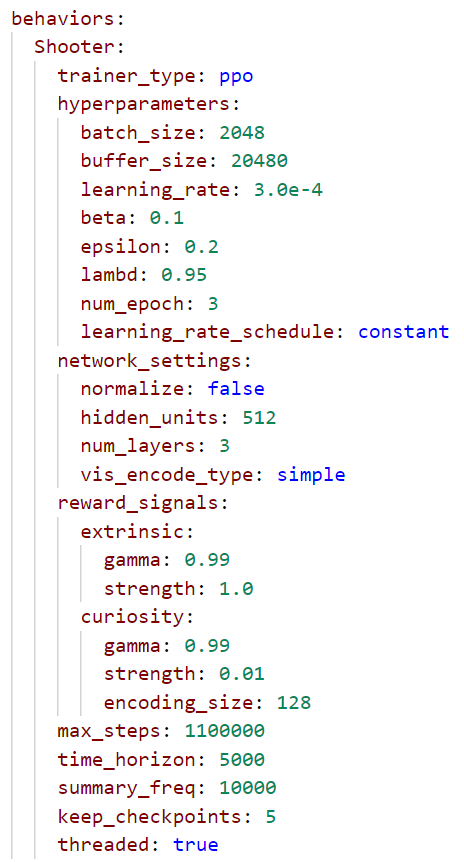 behaviors:
  Shooter:
    trainer_type: ppo
    hyperparameters:
      batch_size: 2048
      buffer_size: 20480
      learning_rate: 3.0e-4
      beta: 0.1
      epsilon: 0.2
      lambd: 0.95
      num_epoch: 3
      learning_rate_schedule: constant
    network_settings:
      normalize: false
      hidden_units: 512
      num_layers: 3
      vis_encode_type: simple
    reward_signals:
      extrinsic:
        gamma: 0.99
        strength: 1.0
      curiosity:
        gamma: 0.99
        strength: 0.01
        encoding_size: 128
    max_steps: 1100000
    time_horizon: 5000
    summary_freq: 10000
    keep_checkpoints: 5
    threaded: true